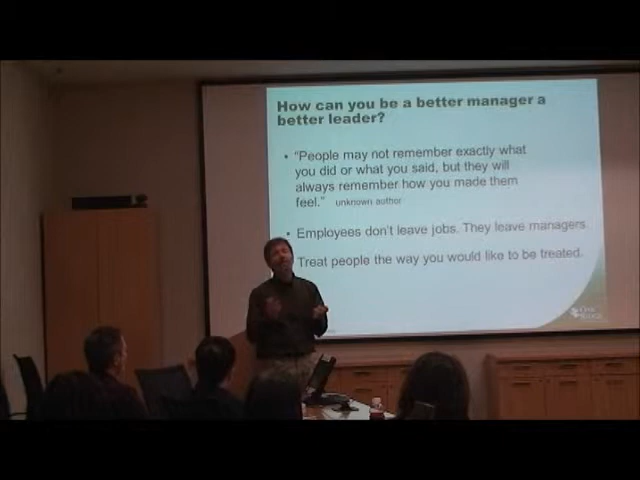 How can you be a better manager a
better leader?
• "People may not remember exactly what
you did or what you said, but they will
always remember how you made them
feel." unknown author
• Employees don't leave jobs. They leave managers.
Treat people the way you would like to be treated.